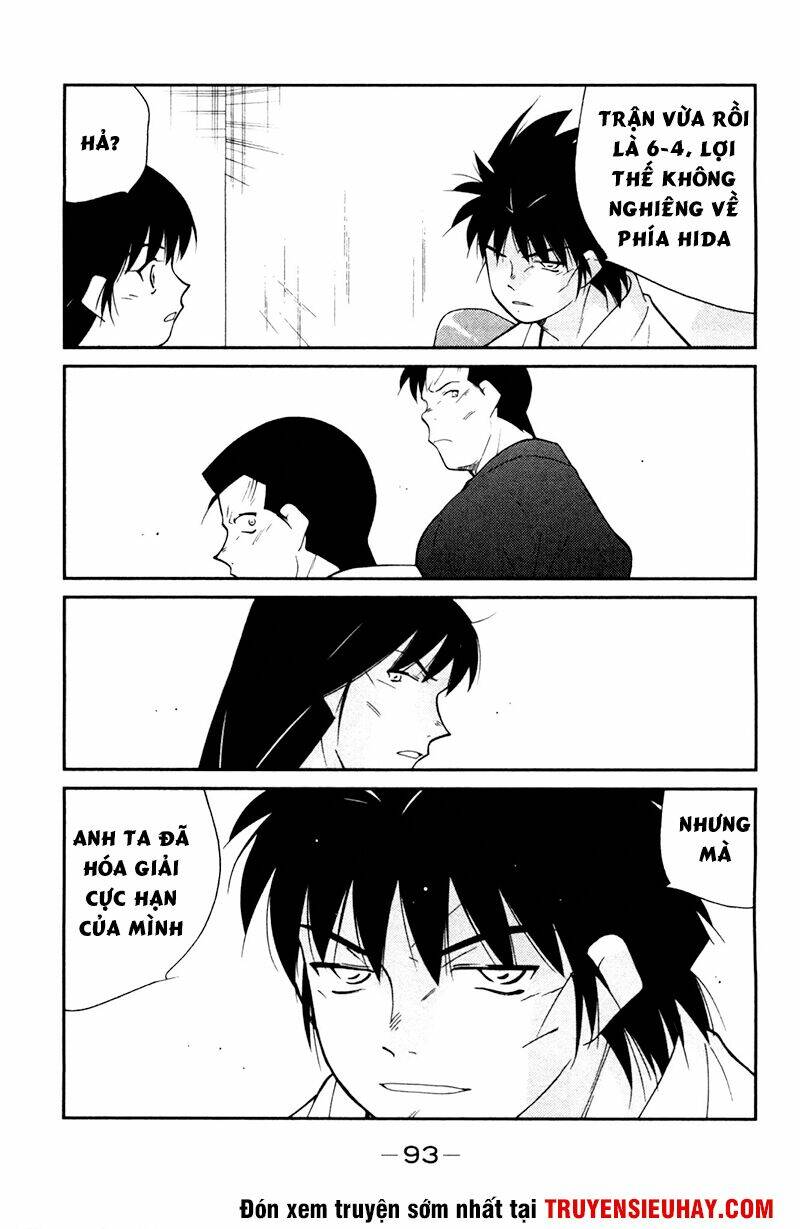 TRẬN VỪA RỒI
LÀ 6-4, LỢI
THẾ KHÔNG
NGHIÊNG VỀ
PHÍA HIDA
HẢ?
NHƯNG
MÀ
ANH TA ĐÃ
HÓA GIẢI
CỰC HẠN
CỦA MÌNH
—93—
Đón xem truyện sớm nhất tại TRUYENSIEUHAY.COM